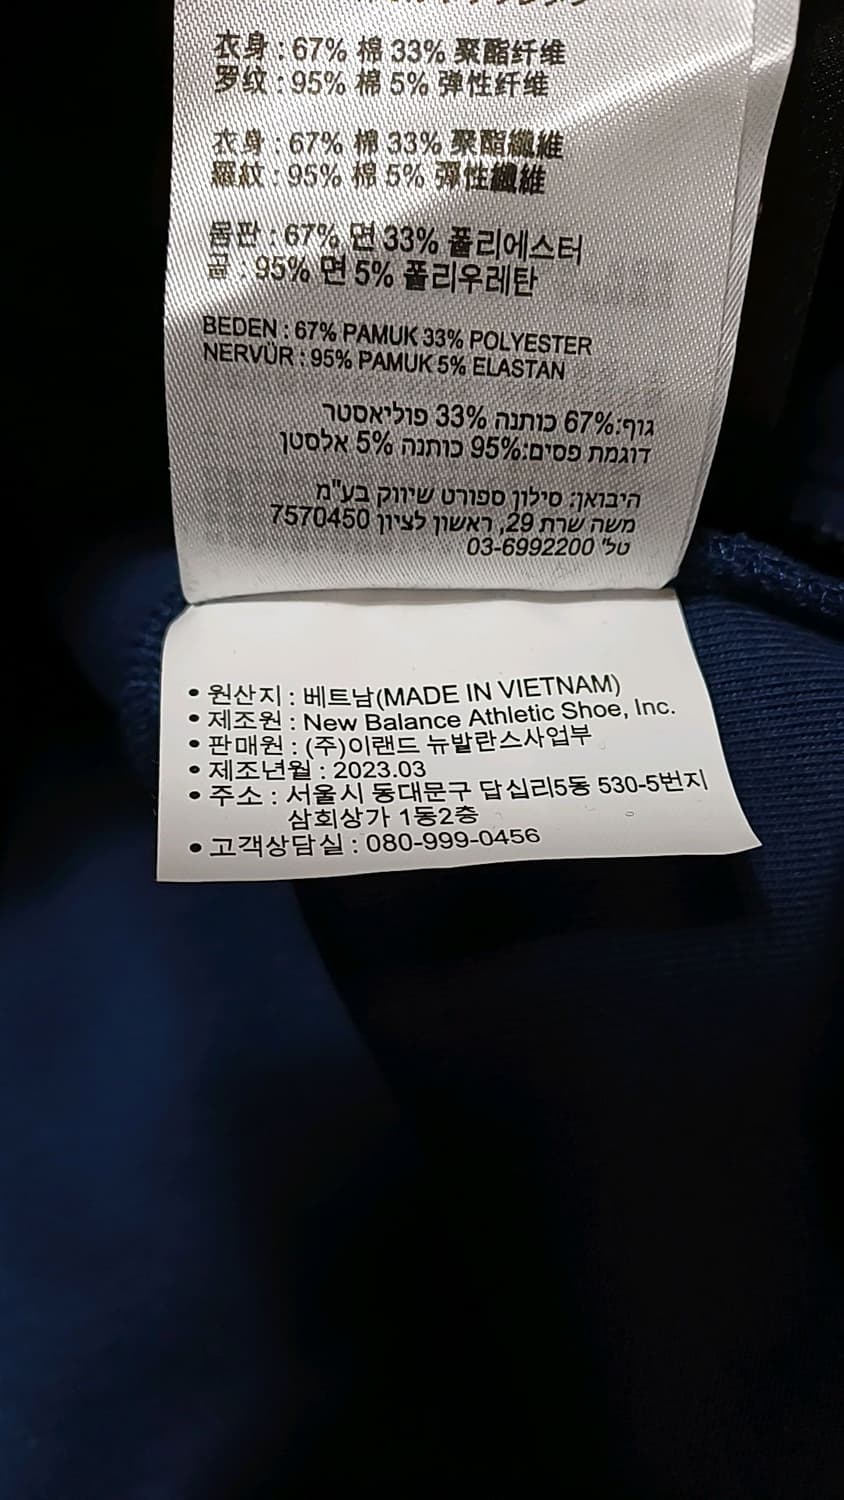 衣身 : 67% 棉 33% 聚酯纤维
罗纹 : 95% 棉 5% 弹性纤维
衣身 : 67% 棉 33% 聚酯纖維
羅紋 : 95% 棉 5% 彈性纖維
몸판 : 67% 면 33% 폴리에스터
골 : 95% 면 5% 폴리우레탄
BEDEN : 67% PAMUK 33% POLYESTER
NERVÜR : 95% PAMUK 5% ELASTAN
גוף:67% כותנה 33% פוליאסטר
דוגמת פסים:95% כותנה 5% אלסטן
היבואן: סילון ספורט שיווק בע"מ
משה שרת 29, ראשון לציון 7570450
טל' 03-6992200
• 원산지 : 베트남(MADE IN VIETNAM)
• 제조원 : New Balance Athletic Shoe, Inc.
• 판매원 : (주)이랜드 뉴발란스사업부
• 제조년월 : 2023.03
• 주소 : 서울시 동대문구 답십리5동 530-5번지
삼회상가 1동2층
• 고객상담실 : 080-999-0456